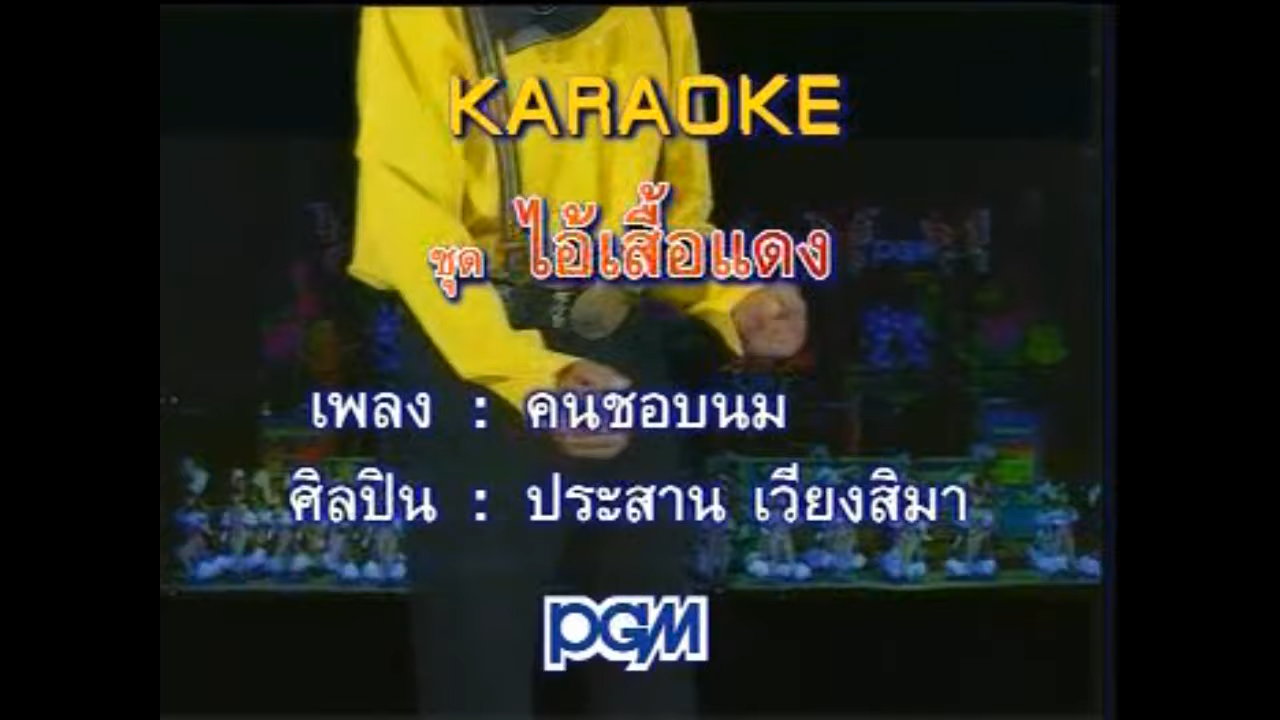 KARAOKE
ชุด ไอ้เสื้อแดง
เพลง : คนชอบนม
ศิลปิน : ประสาน เวียงสิมา
PGM